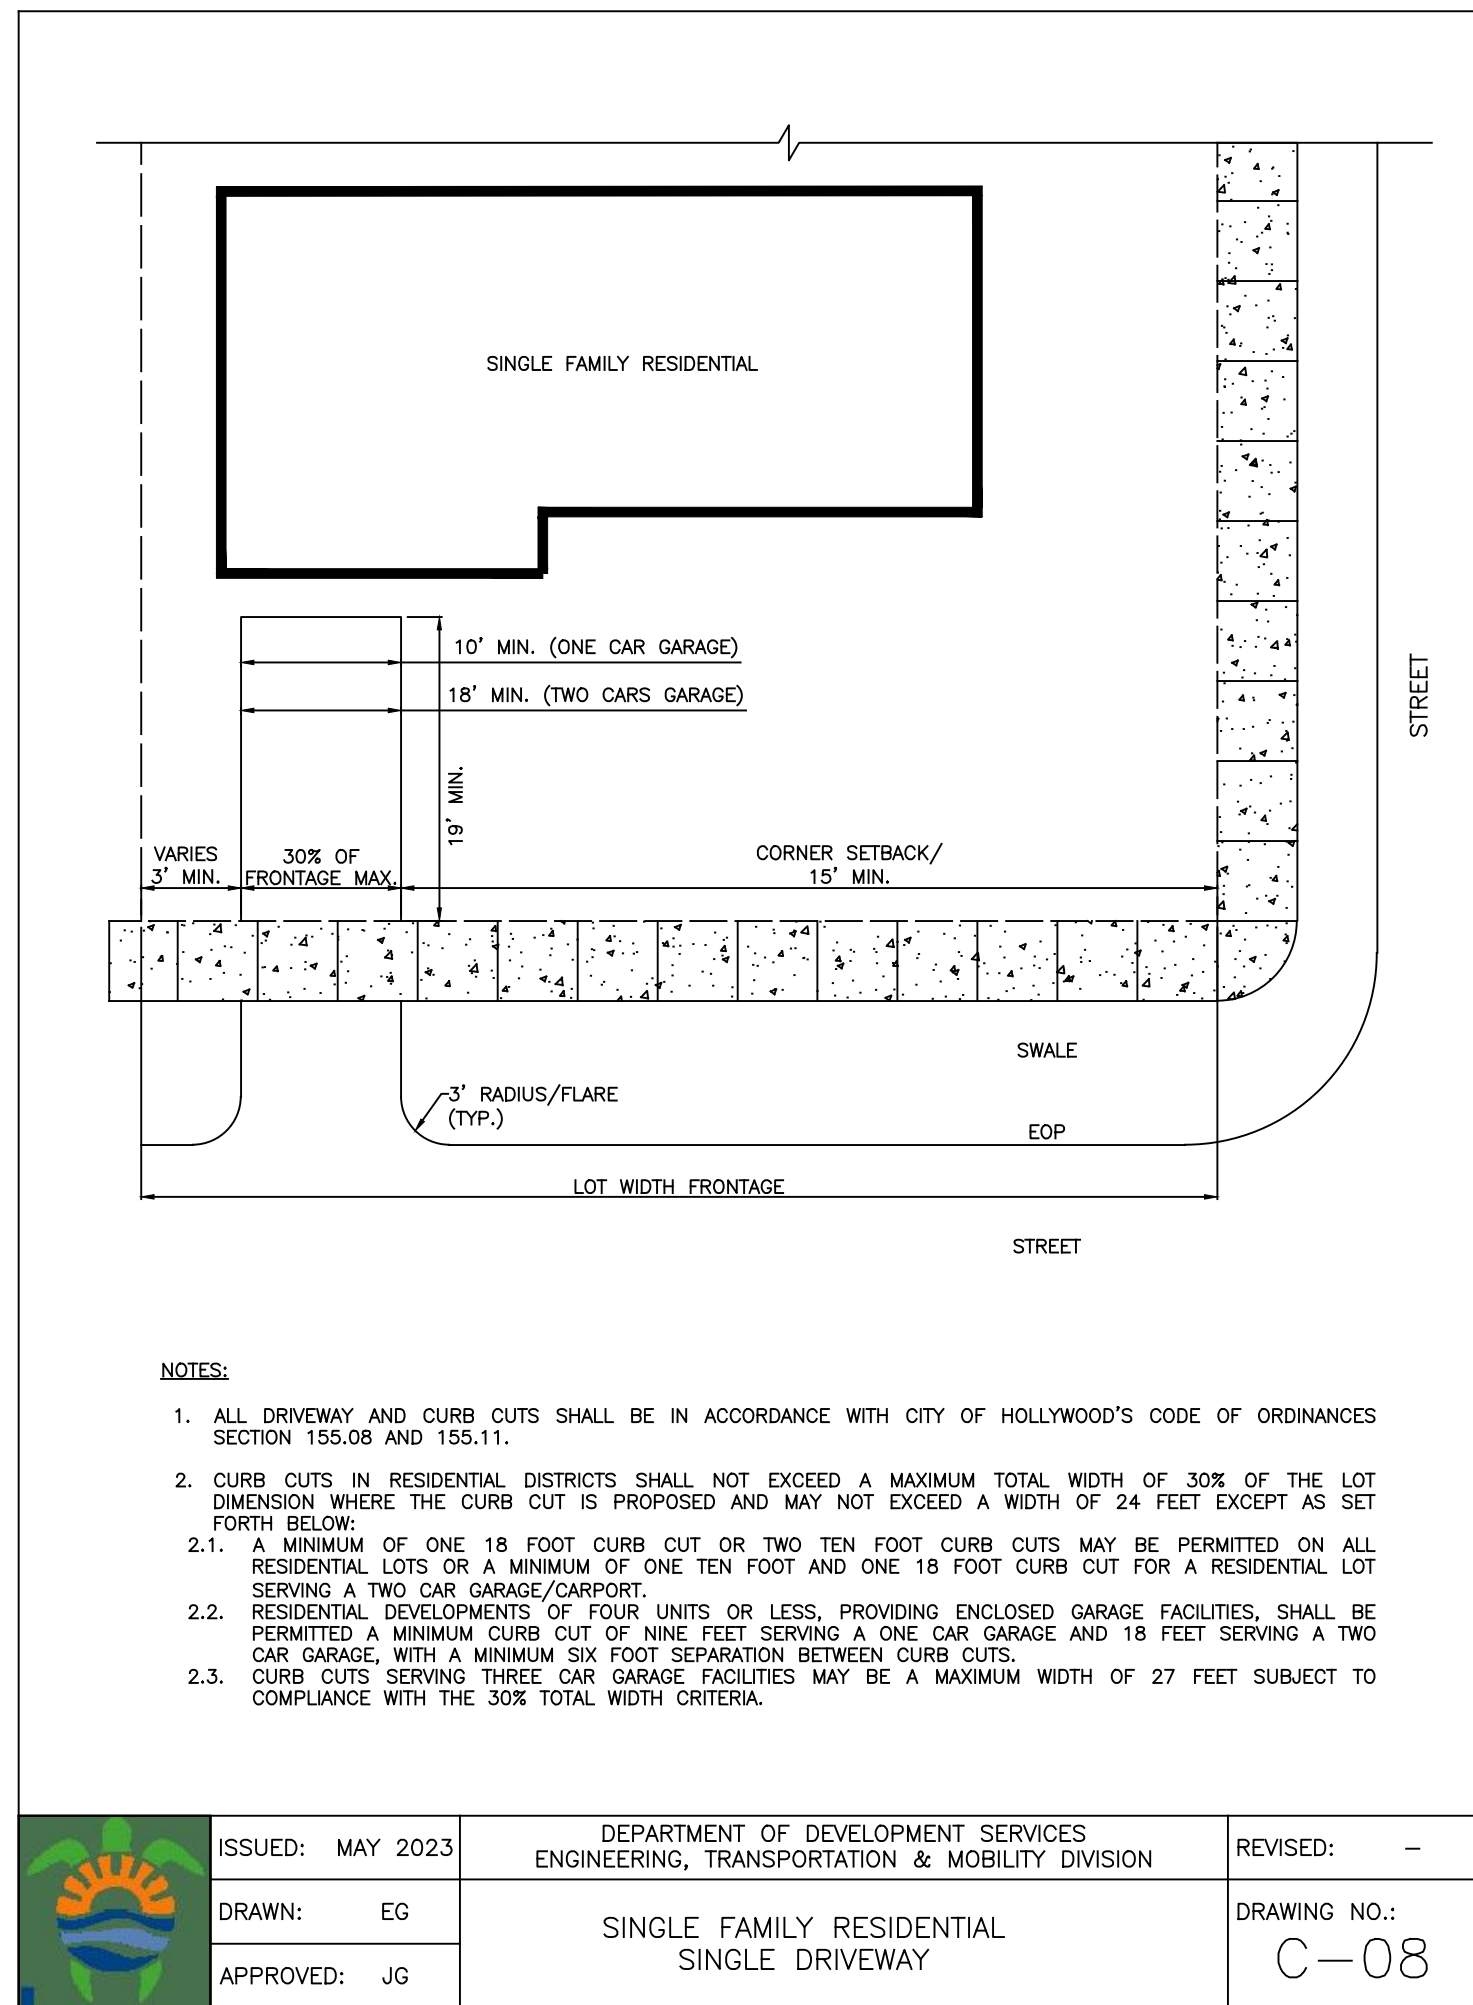 SINGLE FAMILY RESIDENTIAL
10' MIN. (ONE CAR GARAGE)
18' MIN. (TWO CARS GARAGE)
STREET
19' MIN.
VARIES
3' MIN.
30% OF
FRONTAGE MAX.
CORNER SETBACK/
15' MIN.
SWALE
3' RADIUS/FLARE
(TYP.)
EOP
LOT WIDTH FRONTAGE
STREET
NOTES:
1. ALL DRIVEWAY AND CURB CUTS SHALL BE IN ACCORDANCE WITH CITY OF HOLLYWOOD'S CODE OF ORDINANCES
SECTION 155.08 AND 155.11.
2. CURB CUTS IN RESIDENTIAL DISTRICTS SHALL NOT EXCEED A MAXIMUM TOTAL WIDTH OF 30% OF THE LOT
DIMENSION WHERE THE CURB CUT IS PROPOSED AND MAY NOT EXCEED A WIDTH OF 24 FEET EXCEPT AS SET
FORTH BELOW:
2.1. A MINIMUM OF ONE 18 FOOT CURB CUT OR TWO TEN FOOT CURB CUTS MAY BE PERMITTED ON ALL
RESIDENTIAL LOTS OR A MINIMUM OF ONE TEN FOOT AND ONE 18 FOOT CURB CUT FOR A RESIDENTIAL LOT
SERVING A TWO CAR GARAGE/CARPORT.
2.2. RESIDENTIAL DEVELOPMENTS OF FOUR UNITS OR LESS, PROVIDING ENCLOSED GARAGE FACILITIES, SHALL BE
PERMITTED A MINIMUM CURB CUT OF NINE FEET SERVING A ONE CAR GARAGE AND 18 FEET SERVING A TWO
CAR GARAGE, WITH A MINIMUM SIX FOOT SEPARATION BETWEEN CURB CUTS.
2.3. CURB CUTS SERVING THREE CAR GARAGE FACILITIES MAY BE A MAXIMUM WIDTH OF 27 FEET SUBJECT TO
COMPLIANCE WITH THE 30% TOTAL WIDTH CRITERIA.
ISSUED: MAY 2023
DRAWN: EG
APPROVED: JG
DEPARTMENT OF DEVELOPMENT SERVICES
ENGINEERING, TRANSPORTATION & MOBILITY DIVISION
SINGLE FAMILY RESIDENTIAL
SINGLE DRIVEWAY
REVISED: –
DRAWING NO.:
C–08